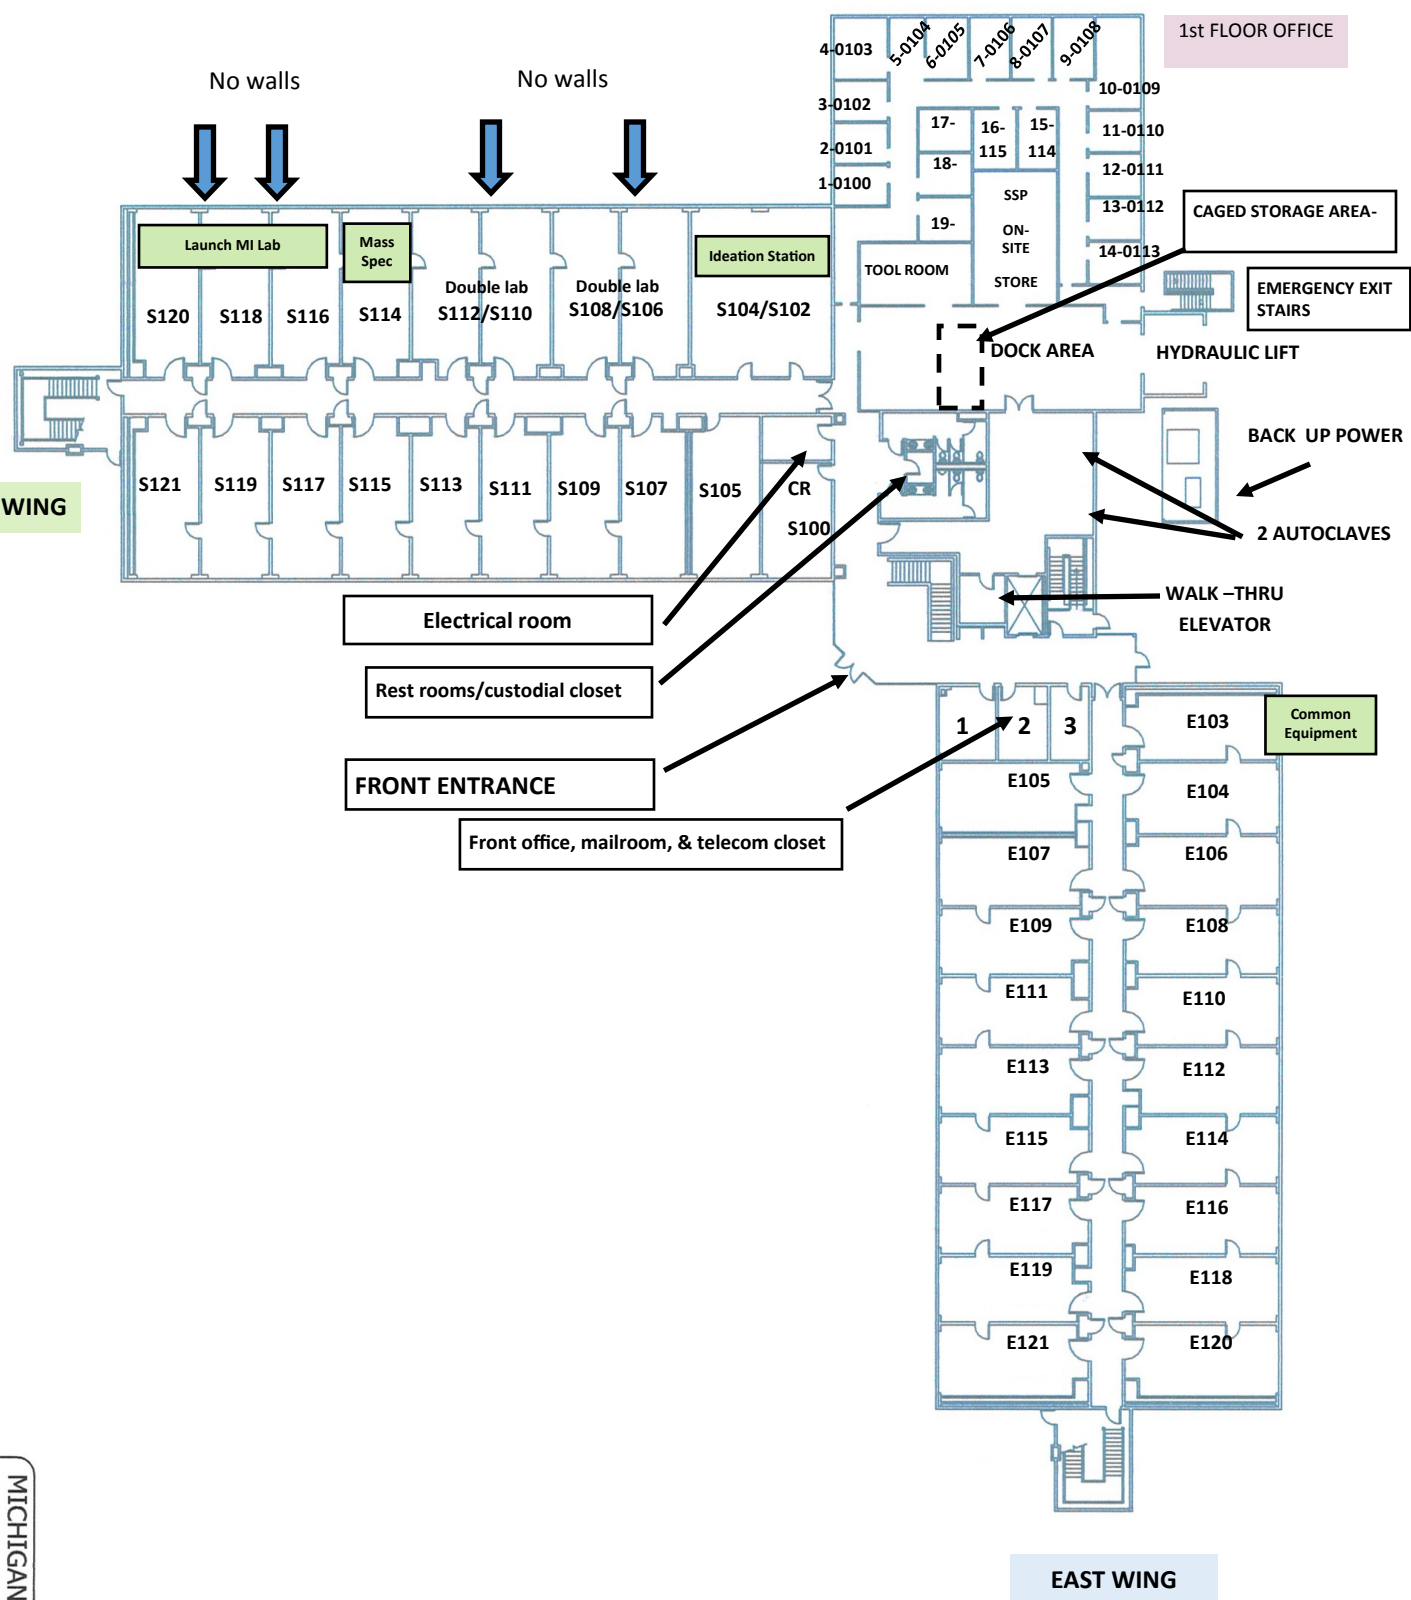 1st FLOOR OFFICE
No walls
No walls
4-0103
5-0104
6-0105
7-0106
8-0107
9-0108
3-0102
2-0101
1-0100
10-0109
11-0110
12-0111
13-0112
14-0113
17-
16-
115
15-
114
18-
19-
SSP
ON-
SITE
STORE
TOOL ROOM
CAGED STORAGE AREA-
EMERGENCY EXIT
STAIRS
DOCK AREA
HYDRAULIC LIFT
Launch MI Lab
Mass
Spec
Ideation Station
S120
S118
S116
S114
Double lab
S112/S110
Double lab
S108/S106
S104/S102
BACK UP POWER
2 AUTOCLAVES
WING
S121
S119
S117
S115
S113
S111
S109
S107
S105
CR
S100
WALK –THRU
ELEVATOR
Electrical room
Rest rooms/custodial closet
FRONT ENTRANCE
Front office, mailroom, & telecom closet
1
2
3
E103
Common
Equipment
E105
E104
E107
E106
E109
E108
E111
E110
E113
E112
E115
E114
E117
E116
E119
E118
E121
E120
EAST WING
MICHIGAN